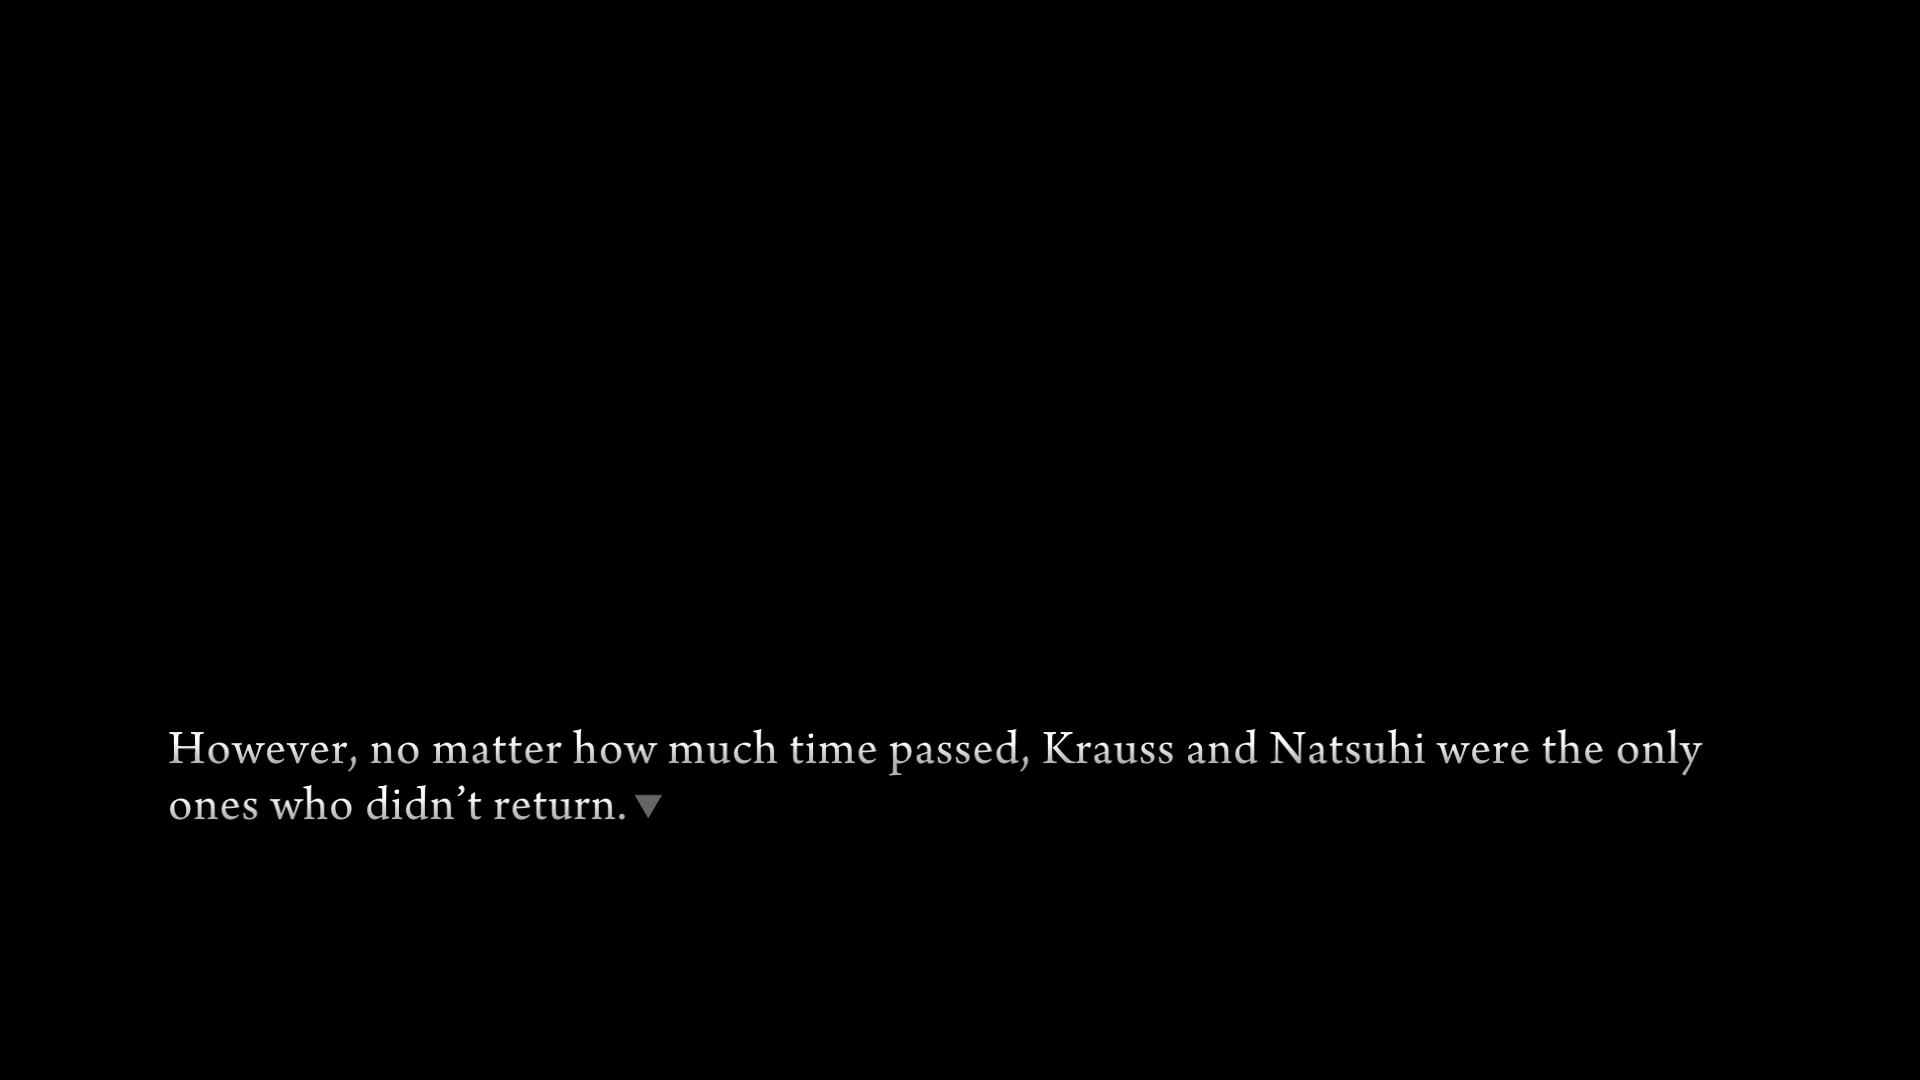 However, no matter how much time passed, Krauss and Natsuhi were the only
ones who didn’t return.